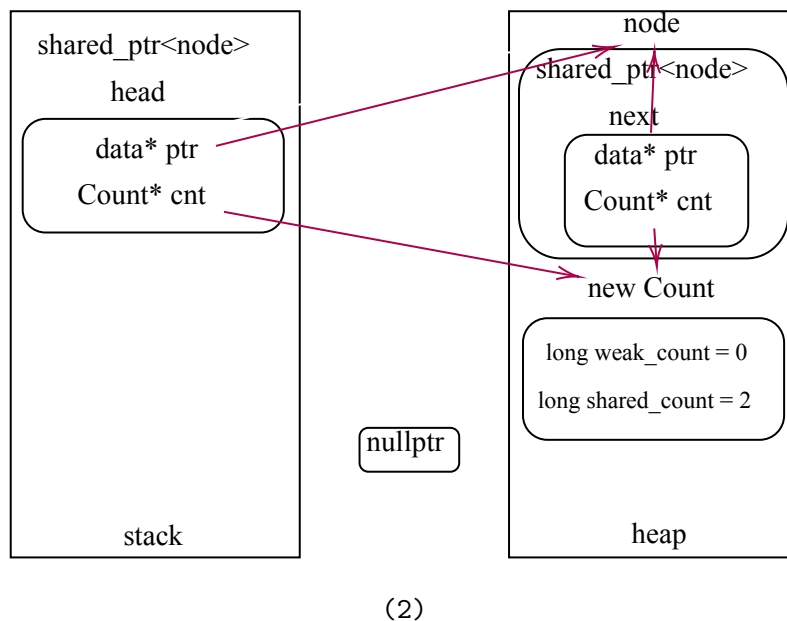 shared_ptr<node>
head
data* ptr
Count* cnt
stack
nullptr
node
shared_ptr<node>
next
data* ptr
Count* cnt
new Count
long weak_count = 0
long shared_count = 2
heap
(2)